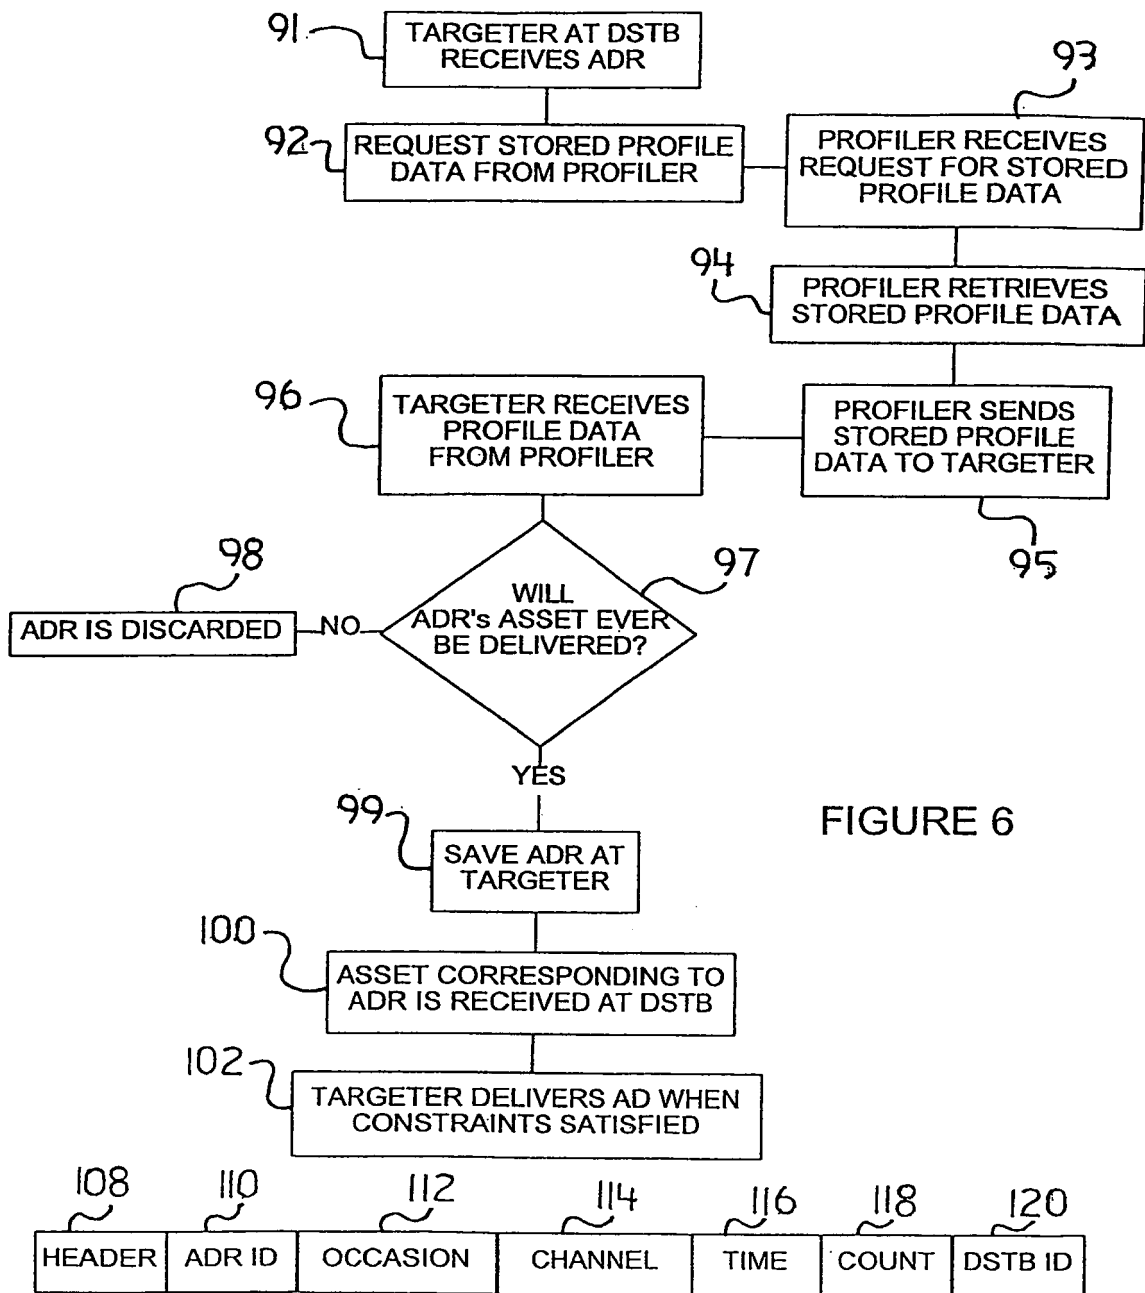 91
TARGETER AT DSTB
RECEIVES ADR
92
REQUEST STORED PROFILE
DATA FROM PROFILER
93
PROFILER RECEIVES
REQUEST FOR STORED
PROFILE DATA
94
PROFILER RETRIEVES
STORED PROFILE DATA
95
PROFILER SENDS
STORED PROFILE
DATA TO TARGETER
96
TARGETER RECEIVES
PROFILE DATA
FROM PROFILER
97
WILL
ADR's ASSET EVER
BE DELIVERED?
98
ADR IS DISCARDED
NO
YES
99
SAVE ADR AT
TARGETER
FIGURE 6
100
ASSET CORRESPONDING TO
ADR IS RECEIVED AT DSTB
102
TARGETER DELIVERS AD WHEN
CONSTRAINTS SATISFIED
108 110 112 114 116 118 120
HEADER ADR ID OCCASION CHANNEL TIME COUNT DSTB ID